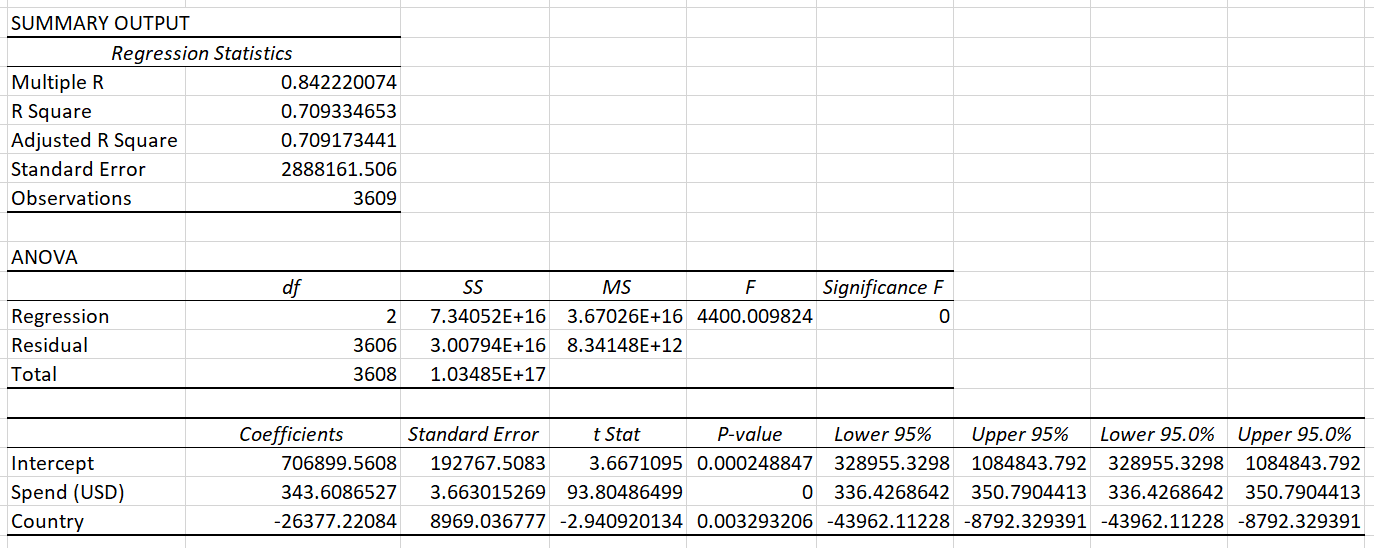 SUMMARY OUTPUT
Regression Statistics
Multiple R 0.842220074
R Square 0.709334653
Adjusted R Square 0.709173441
Standard Error 2888161.506
Observations 3609
ANOVA
df SS MS F Significance F
Regression 2 7.34052E+16 3.67026E+16 4400.009824 0
Residual 3606 3.00794E+16 8.34148E+12
Total 3608 1.03485E+17
Coefficients Standard Error t Stat P-value Lower 95% Upper 95% Lower 95.0% Upper 95.0%
Intercept 706899.5608 192767.5083 3.6671095 0.000248847 328955.3298 1084843.792 328955.3298 1084843.792
Spend (USD) 343.6086527 3.663015269 93.80486499 0 336.4268642 350.7904413 336.4268642 350.7904413
Country -26377.22084 8969.036777 -2.940920134 0.003293206 -43962.11228 -8792.329391 -43962.11228 -8792.329391